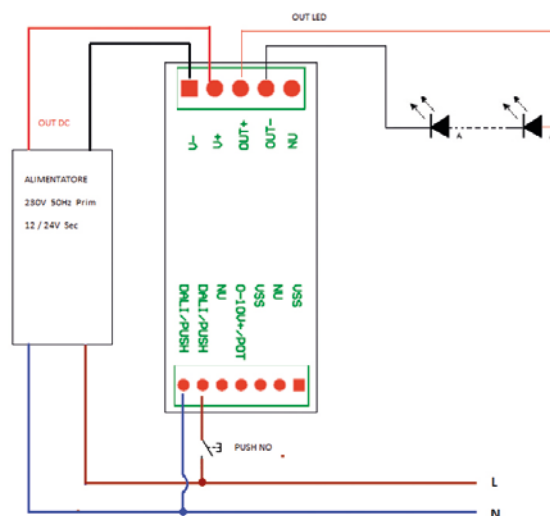 OUT LED
OUT DC
V-
V+
OUT+
OUT-
NU
A
ALIMENTATORE
230V 50Hz Prim
12 / 24V Sec
DALI/PUSH
DALI/PUSH
NU
0-10V+/POT
VSS
NU
VSS
PUSH NO
L
N